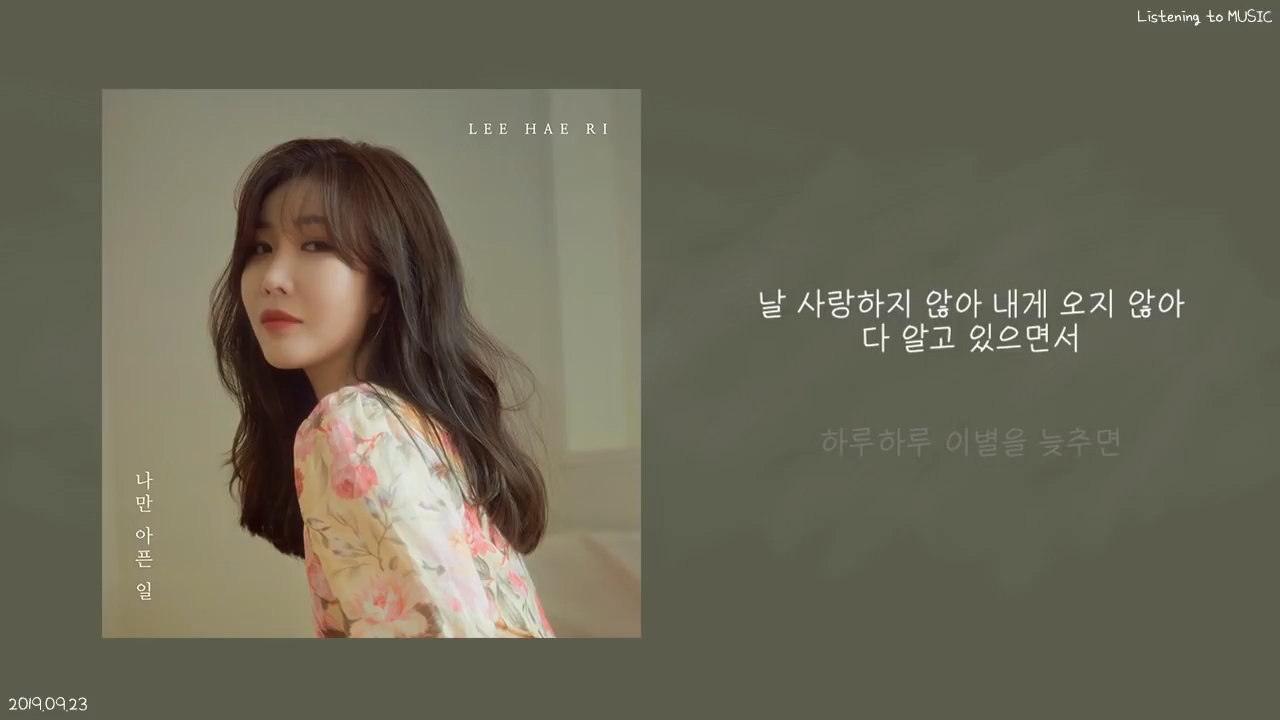 Listening to MUSIC
LEE HAE RI
나만 아픈 일
날 사랑하지 않아 내게 오지 않아
다 알고 있으면서
하루하루 이별을 늦추면
2019.09.23